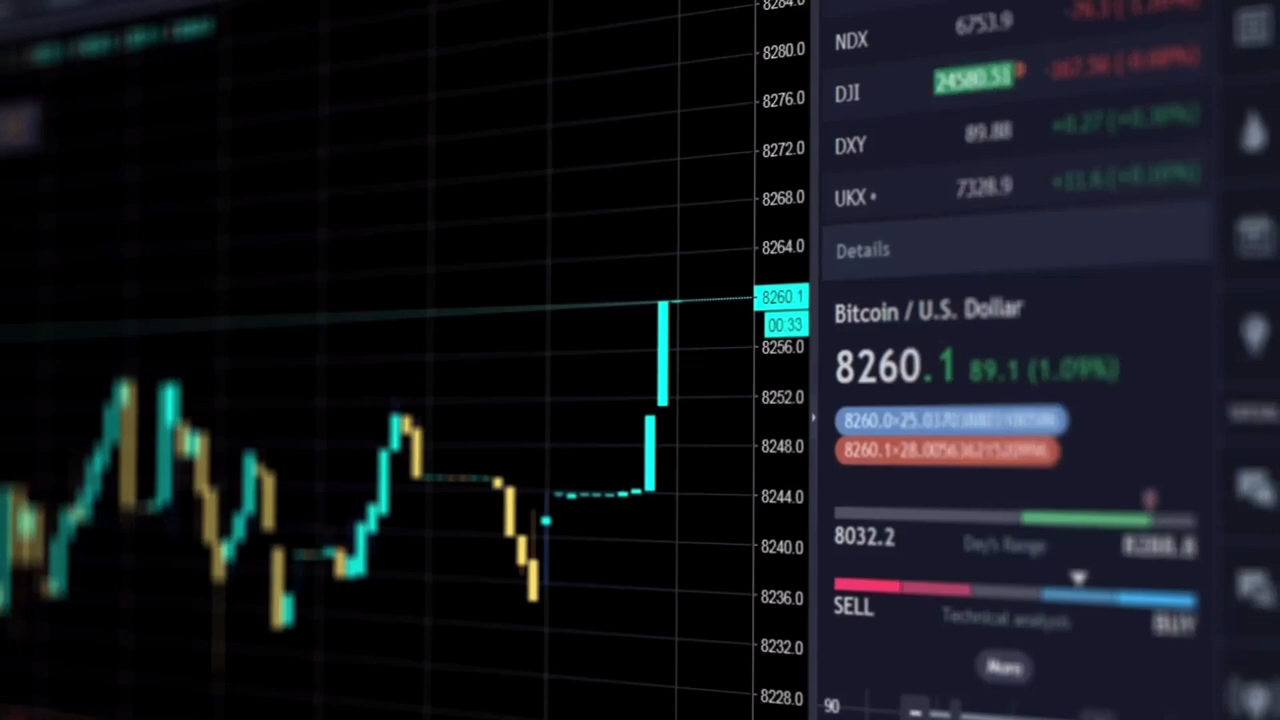 8284.0
8280.0
8276.0
8272.0
8268.0
8264.0
8260.1
00:33
8256.0
8252.0
8248.0
8244.0
8240.0
8236.0
8232.0
8228.0
NDX 6753.9
DJI 24580.51
DXY 89.88
UKX 7328.9
Details
Bitcoin / U.S. Dollar
8260.1 89.1 (1.09%)
8032.2 Day's Range
SELL Technical analysis BUY
More
90